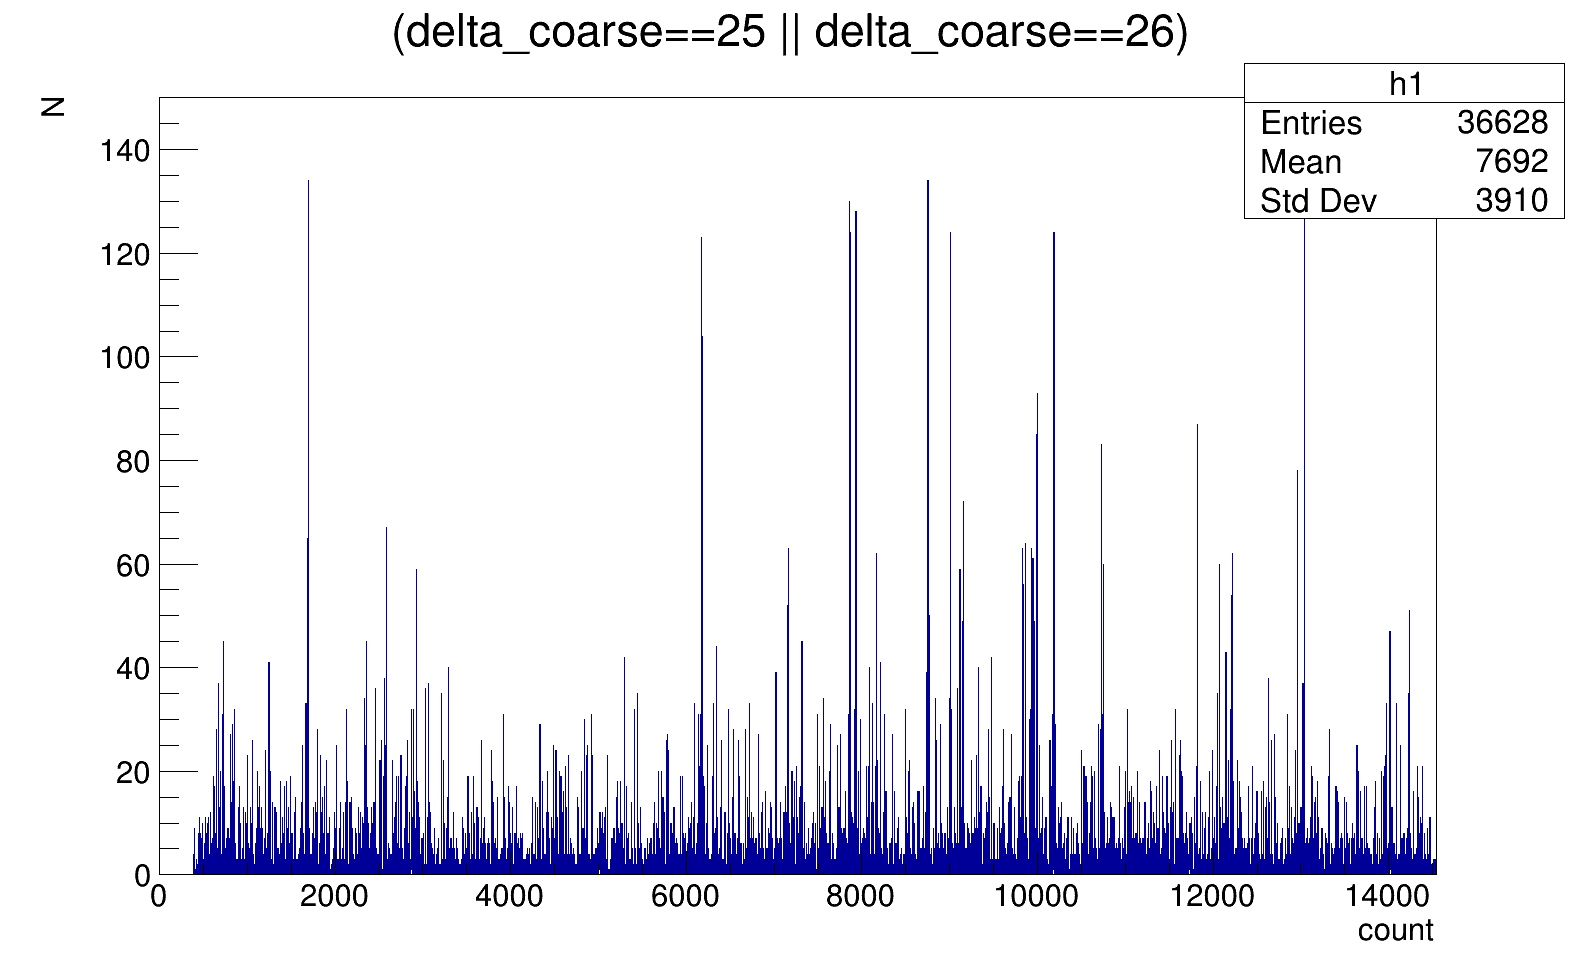 (delta_coarse==25 || delta_coarse==26)
h1
Entries 36628
Mean 7692
Std Dev 3910
N
140
120
100
80
60
40
20
0
0 2000 4000 6000 8000 10000 12000 14000
count